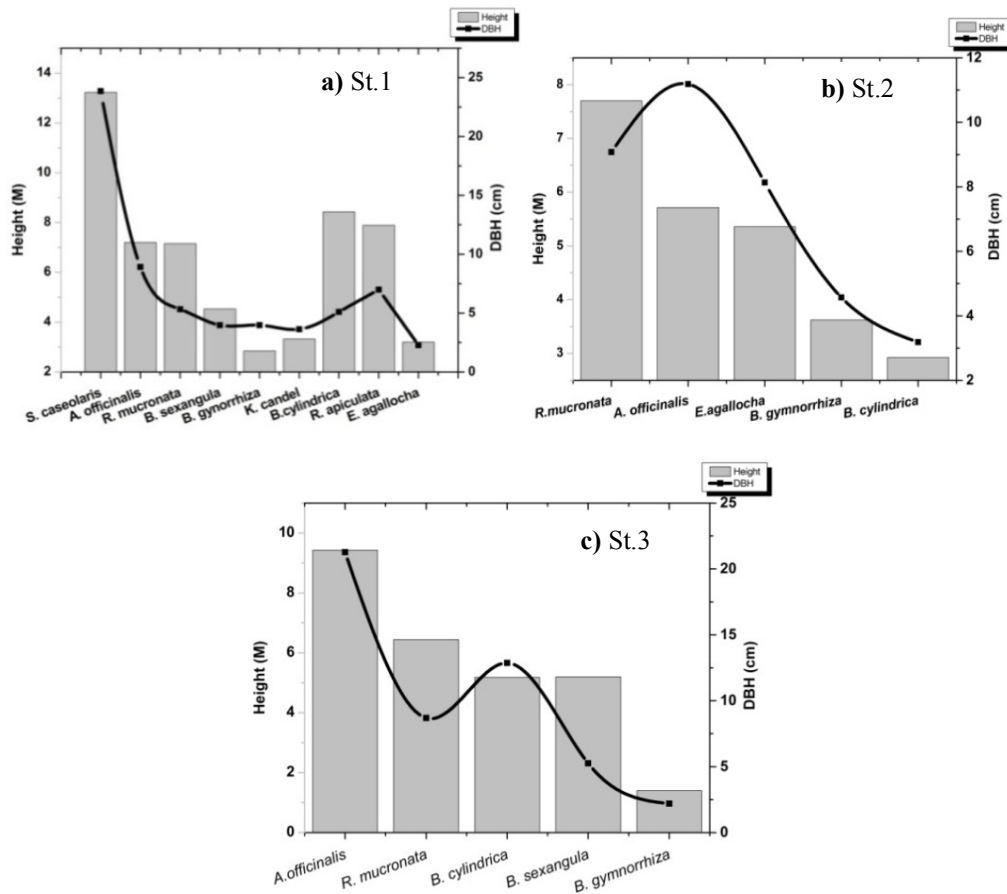 Height
DBH
a) St.1
Height (M)
14
12
10
8
6
4
2
DBH (cm)
25
20
15
10
5
0
S. caseolaris
A. officinalis
R. mucronata
B. sexangula
B. gynorrhiza
K. candel
B.cylindrica
R. apiculata
E. agallocha
Height
DBH
b) St.2
Height (M)
8
7
6
5
4
3
DBH (cm)
12
10
8
6
4
2
R.mucronata
A. officinalis
E.agallocha
B. gymnorrhiza
B. cylindrica
Height
DBH
c) St.3
Height (M)
10
8
6
4
2
0
DBH (cm)
25
20
15
10
5
0
A.officinalis
R. mucronata
B. cylindrica
B. sexangula
B. gymnorrhiza